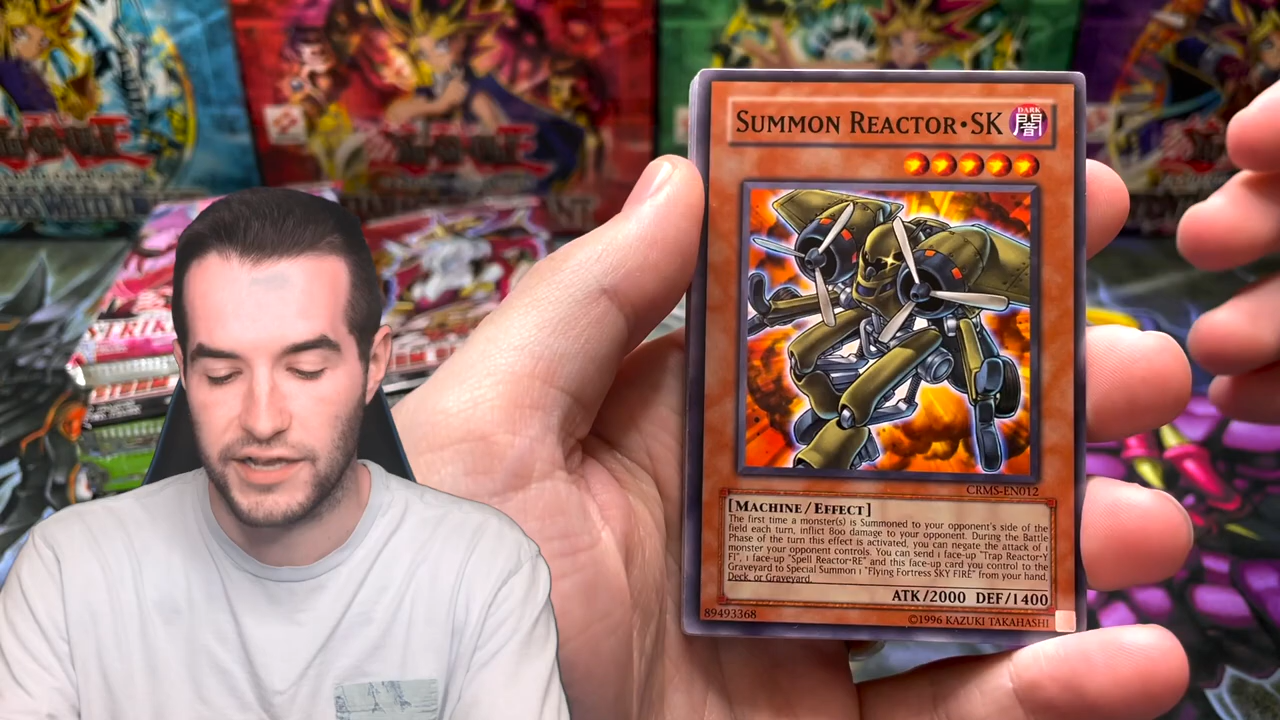 SUMMON REACTOR・SK
DARK
闇
CRMS-EN012
[MACHINE/EFFECT]
The first time a monster(s) is Summoned to your opponent's side of the
field each turn, inflict 800 damage to your opponent. During the Battle
Phase of the turn this effect is activated, you can negate the attack of 1
monster your opponent controls. You can send 1 face-up "Trap Reactor・Y
FI", 1 face-up "Spell Reactor・RE" and this face-up card you control to the
Graveyard to Special Summon 1 "Flying Fortress SKY FIRE" from your hand,
Deck, or Graveyard.
ATK/2000 DEF/1400
89493368
©1996 KAZUKI TAKAHASHI
STRIK